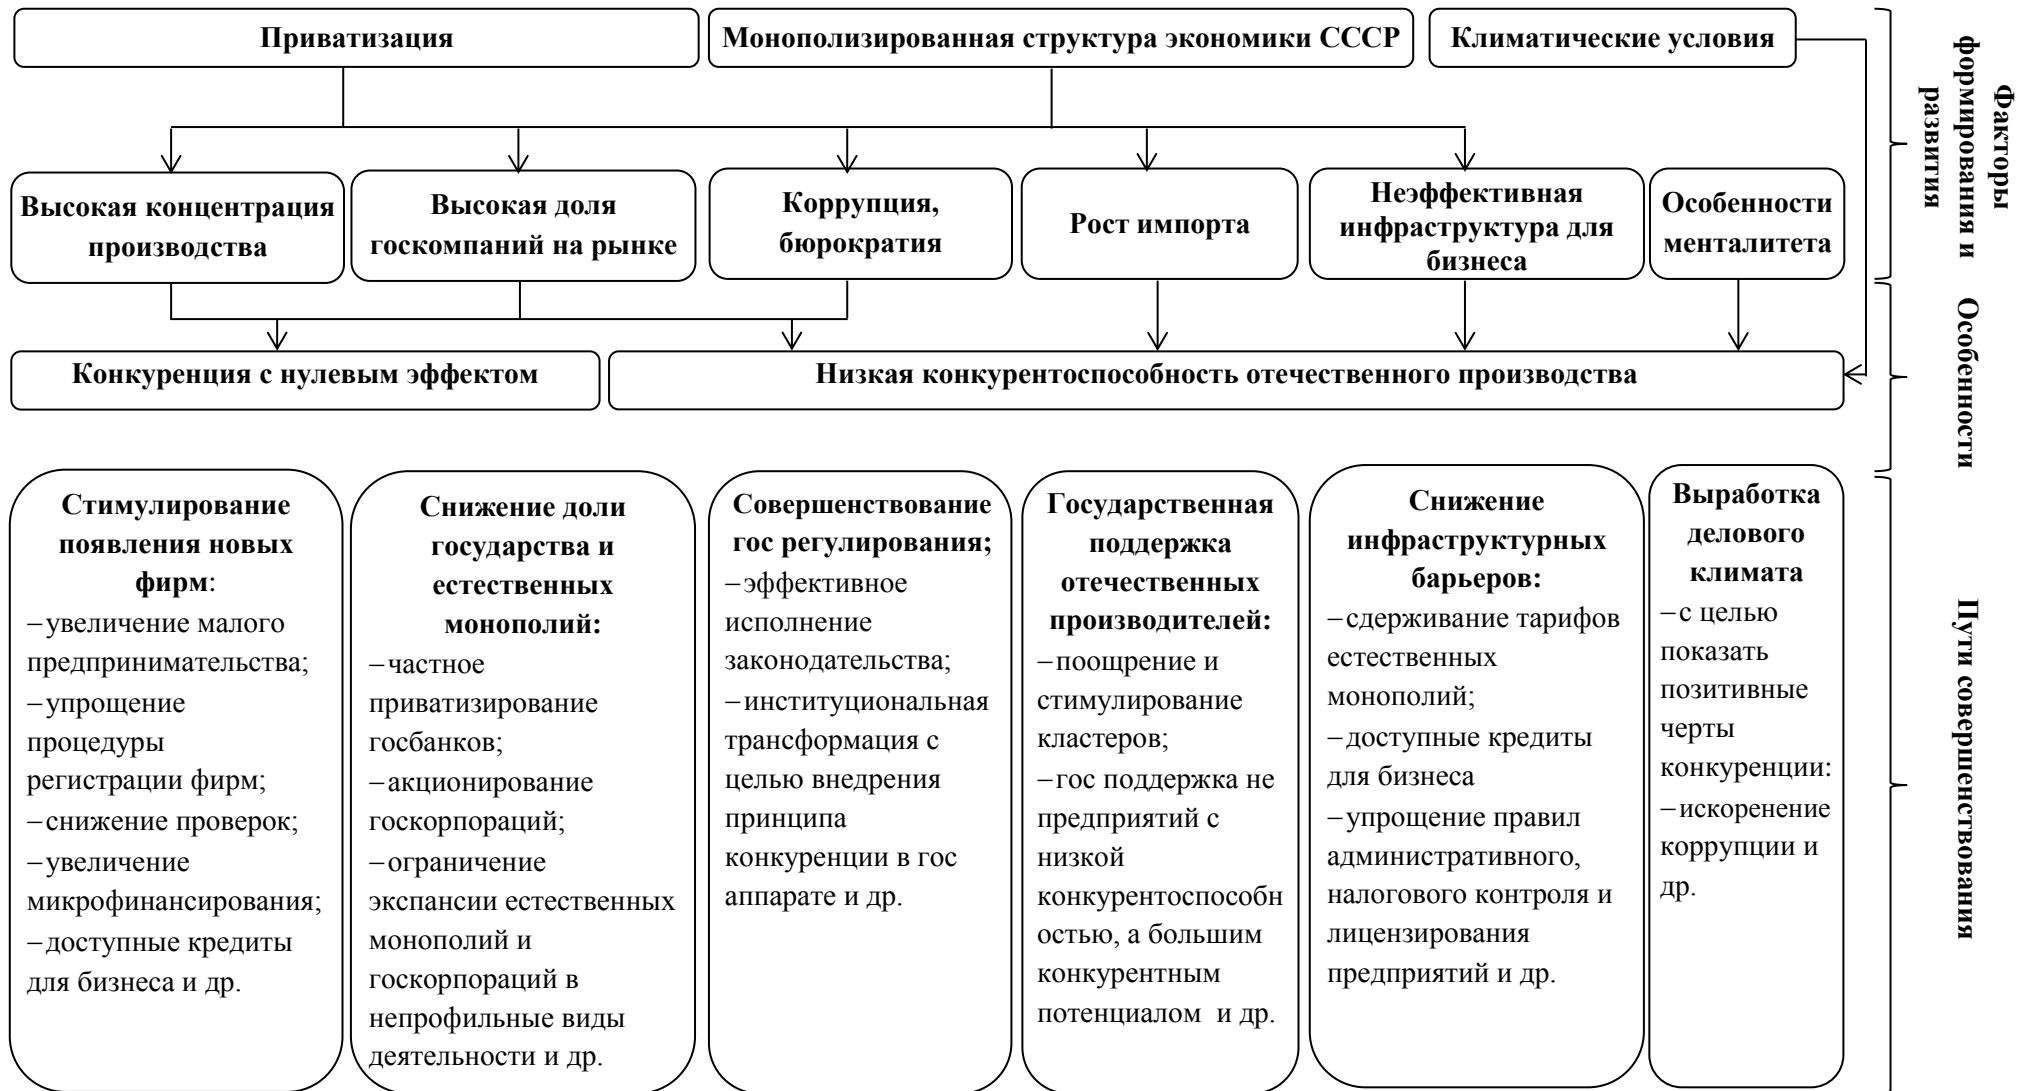 Приватизация
Монополизированная структура экономики СССР
Климатические условия
Факторы
формирования и
развития
Высокая концентрация
производства
Высокая доля
госкомпаний на рынке
Коррупция,
бюрократия
Рост импорта
Неэффективная
инфраструктура для
бизнеса
Особенности
менталитета
Особенности
Конкуренция с нулевым эффектом
Низкая конкурентоспособность отечественного производства
Стимулирование
появления новых
фирм:
–увеличение малого
предпринимательства;
–упрощение
процедуры
регистрации фирм;
–снижение проверок;
–увеличение
микрофинансирования;
–доступные кредиты
для бизнеса и др.
Снижение доли
государства и
естественных
монополий:
–частное
приватизирование
госбанков;
–акционирование
госкорпораций;
–ограничение
экспансии естественных
монополий и
госкорпораций в
непрофильные виды
деятельности и др.
Совершенствование
гос регулирования;
–эффективное
исполнение
законодательства;
–институциональная
трансформация с
целью внедрения
принципа
конкуренции в гос
аппарате и др.
Государственная
поддержка
отечественных
производителей:
–поощрение и
стимулирование
кластеров;
–гос поддержка не
предприятий с
низкой
конкурентоспособн
остью, а большим
конкурентным
потенциалом и др.
Снижение
инфраструктурных
барьеров:
–сдерживание тарифов
естественных
монополий;
–доступные кредиты
для бизнеса
–упрощение правил
административного,
налогового контроля и
лицензирования
предприятий и др.
Выработка
делового
климата
–с целью
показать
позитивные
черты
конкуренции:
–искоренение
коррупции и
др.
Пути совершенствования